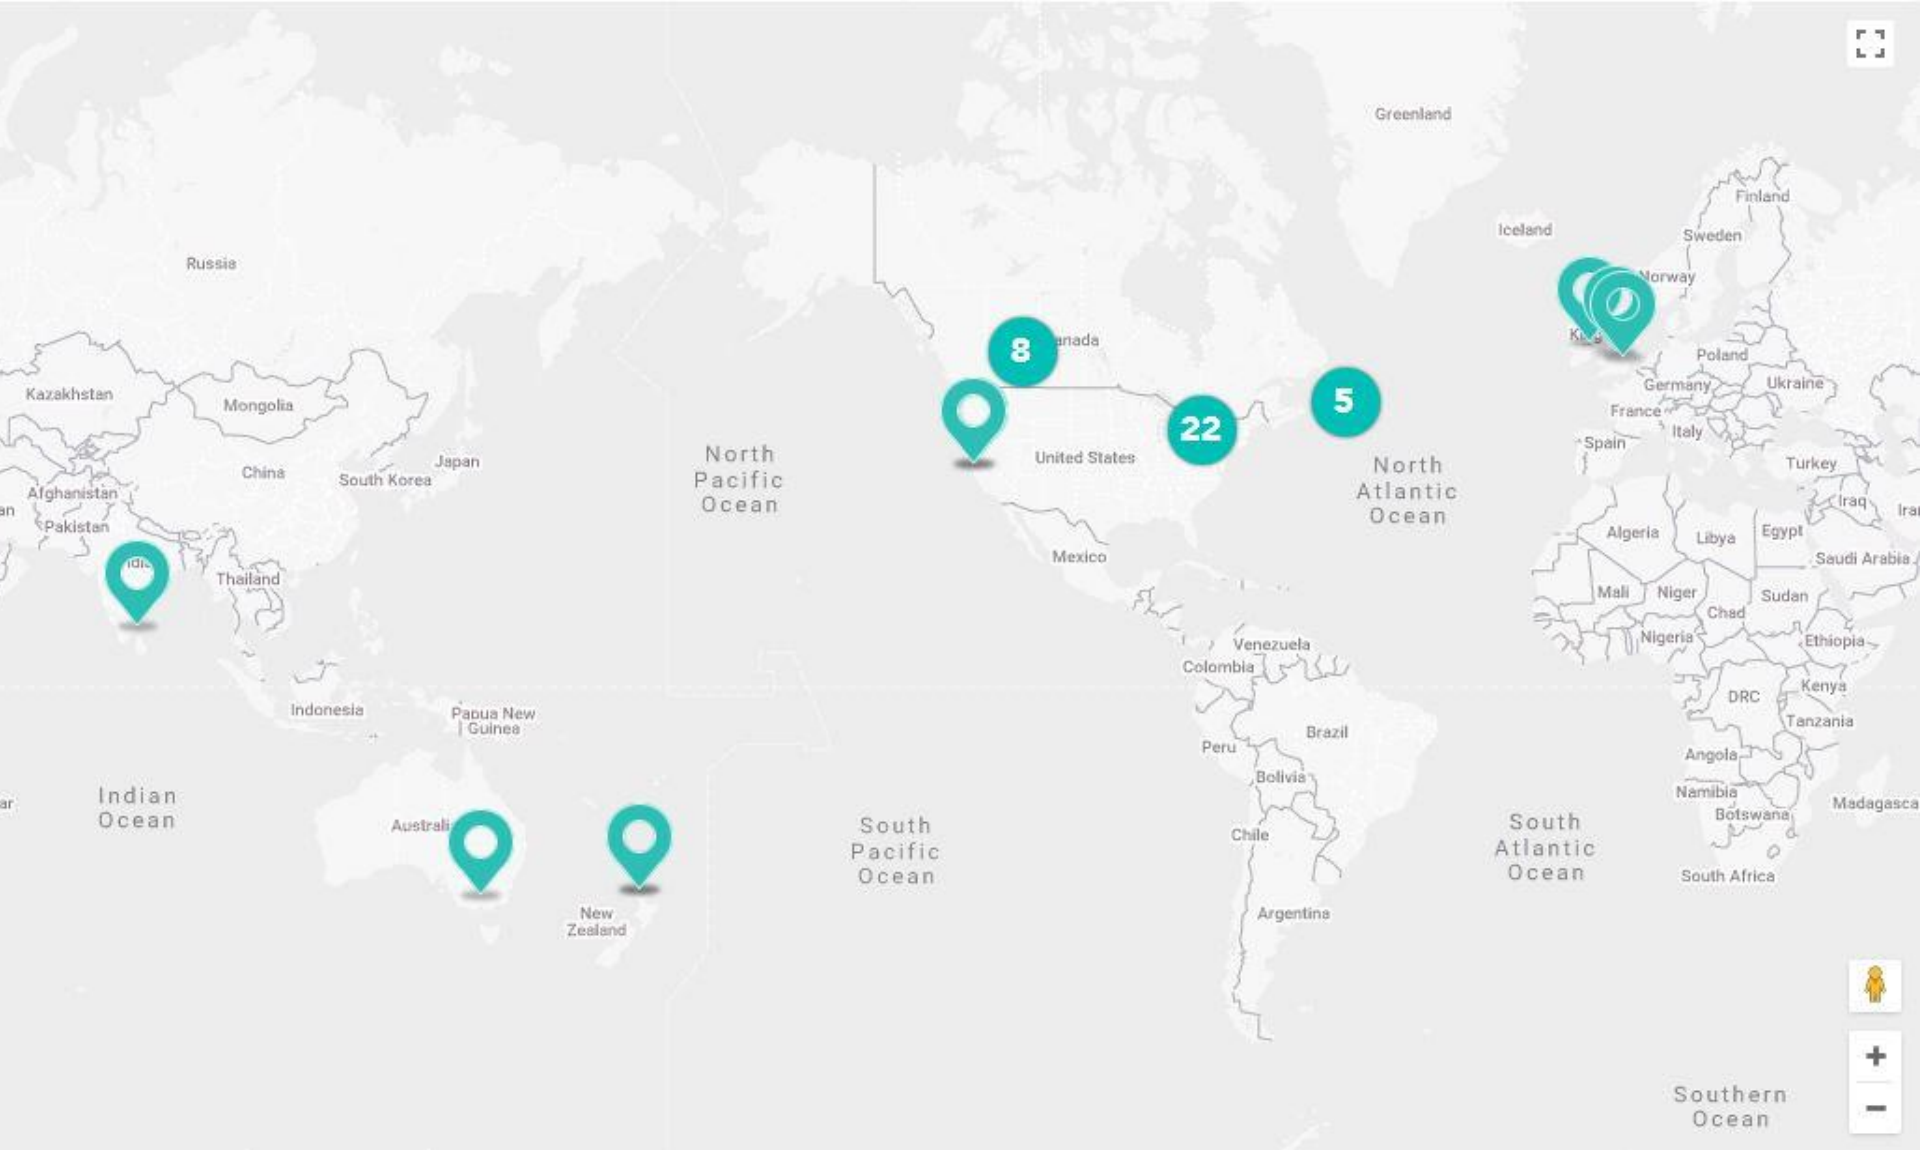 Greenland
Finland
Iceland
Sweden
Russia
Norway
8
anada
Poland
Germany
Ukraine
Kazakhstan
Mongolia
5
France
22
Italy
Spain
North
Pacific
Ocean
United States
North
Atlantic
Ocean
Japan
China
South Korea
Turkey
Afghanistan
Iraq
an
Pakistan
Iran
Algeria
Libya
Egypt
Mexico
Saudi Arabia
Thailand
Mali
Niger
Sudan
Chad
Nigeria
Ethiopia
Venezuela
Colombia
Kenya
DRC
Indonesia
Papua New
Guinea
Tanzania
Brazil
Peru
Angola
Bolivia
Namibia
Indian
Ocean
ar
Madagasca
Botswana
Australi
South
Pacific
Ocean
Chile
South
Atlantic
Ocean
South Africa
New
Zealand
Argentina
+
−
Southern
Ocean